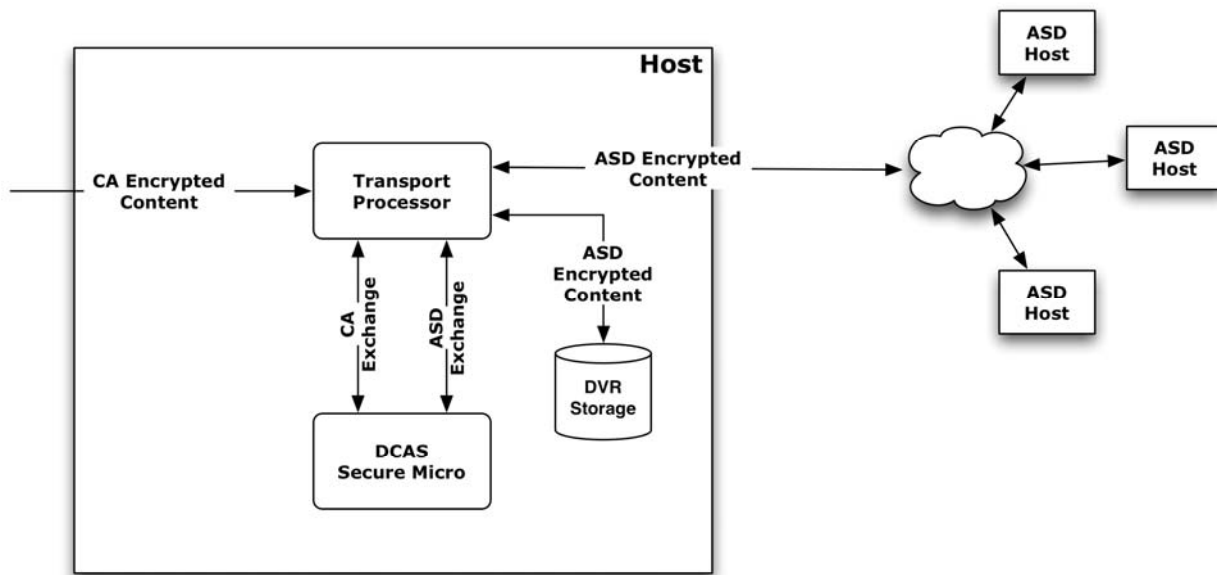 Host
CA Encrypted
Content
Transport
Processor
ASD Encrypted
Content
ASD
Encrypted
Content
CA
Exchange
ASD
Exchange
DVR
Storage
DCAS
Secure Micro
ASD
Host
ASD
Host
ASD
Host